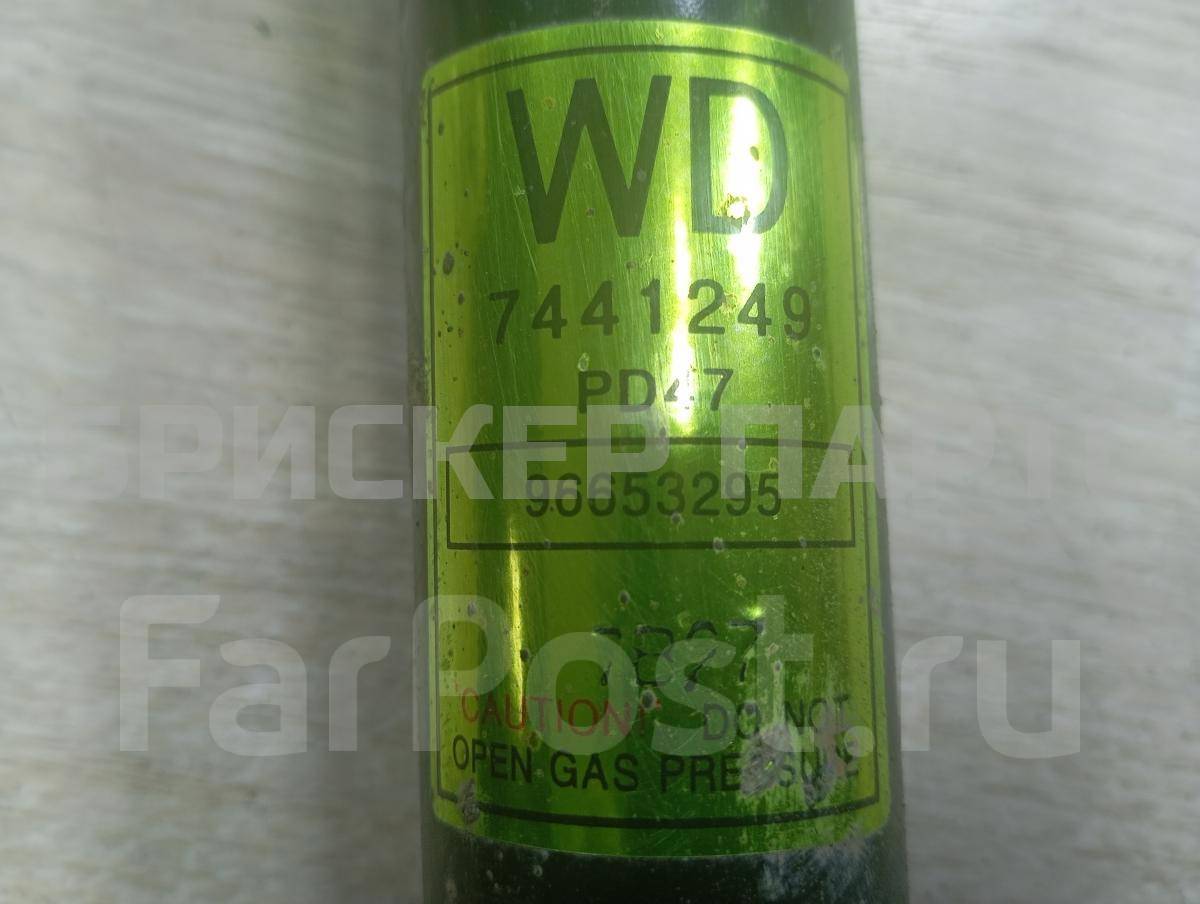 WD
7441249
PD47
БРИСКЕР ПАРТ
96653295
FarPost.ru
"CAUTION!" DO NOT
OPEN GAS PRESSURE